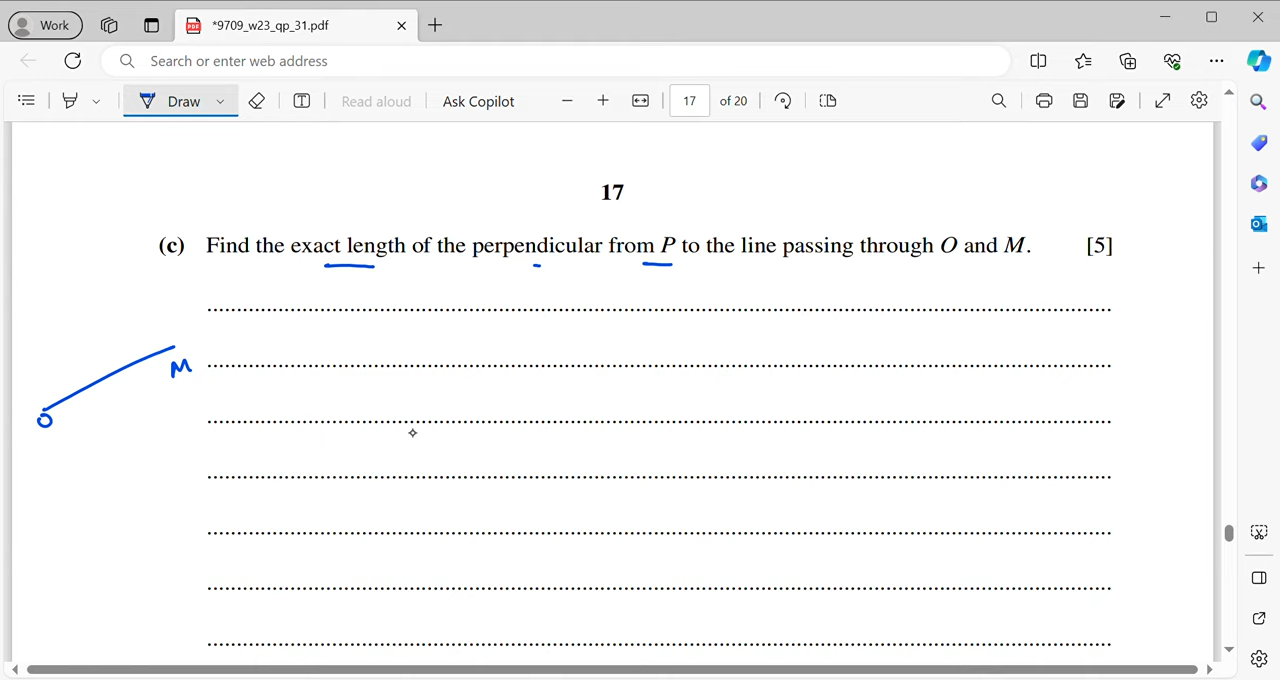 Work
*9709_w23_qp_31.pdf
Search or enter web address
Draw
Read aloud
Ask Copilot
17
of 20
17
(c) Find the exact length of the perpendicular from P to the line passing through O and M. [5]
M
O